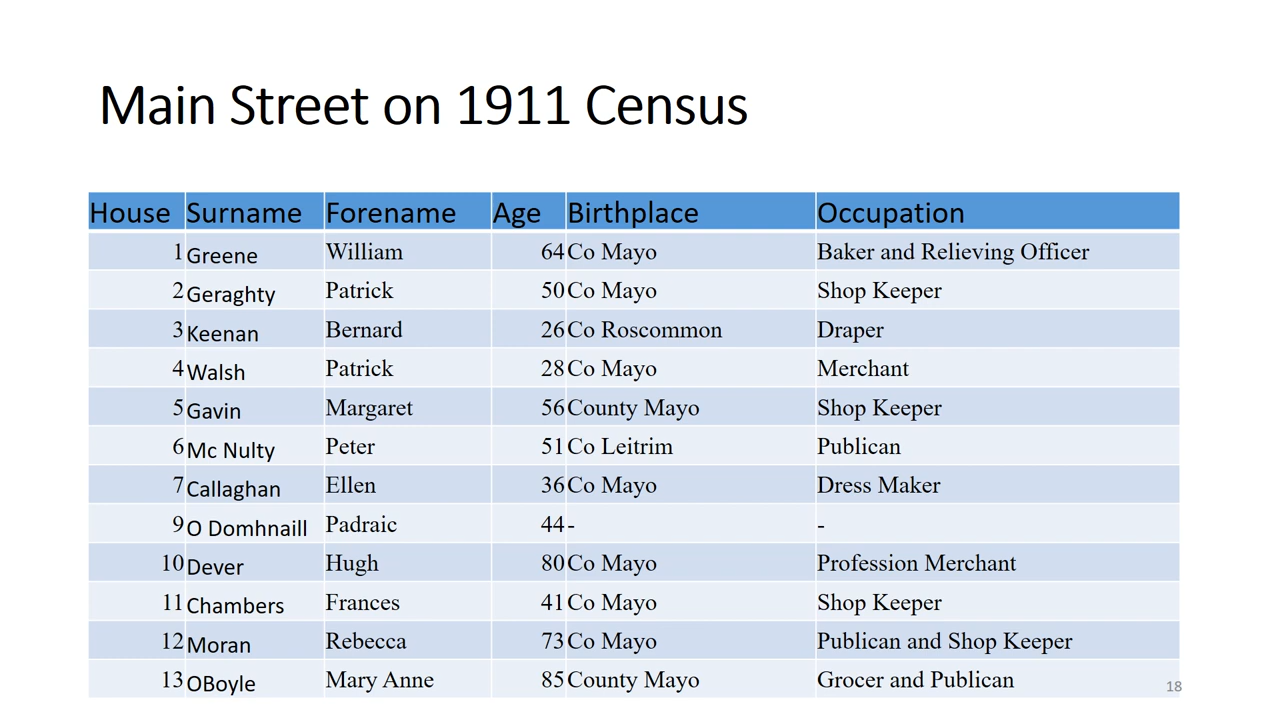 Main Street on 1911 Census
House Surname Forename Age Birthplace Occupation
1 Greene William 64 Co Mayo Baker and Relieving Officer
2 Geraghty Patrick 50 Co Mayo Shop Keeper
3 Keenan Bernard 26 Co Roscommon Draper
4 Walsh Patrick 28 Co Mayo Merchant
5 Gavin Margaret 56 County Mayo Shop Keeper
6 Mc Nulty Peter 51 Co Leitrim Publican
7 Callaghan Ellen 36 Co Mayo Dress Maker
9 O Domhnaill Padraic 44 - -
10 Dever Hugh 80 Co Mayo Profession Merchant
11 Chambers Frances 41 Co Mayo Shop Keeper
12 Moran Rebecca 73 Co Mayo Publican and Shop Keeper
13 OBoyle Mary Anne 85 County Mayo Grocer and Publican
18